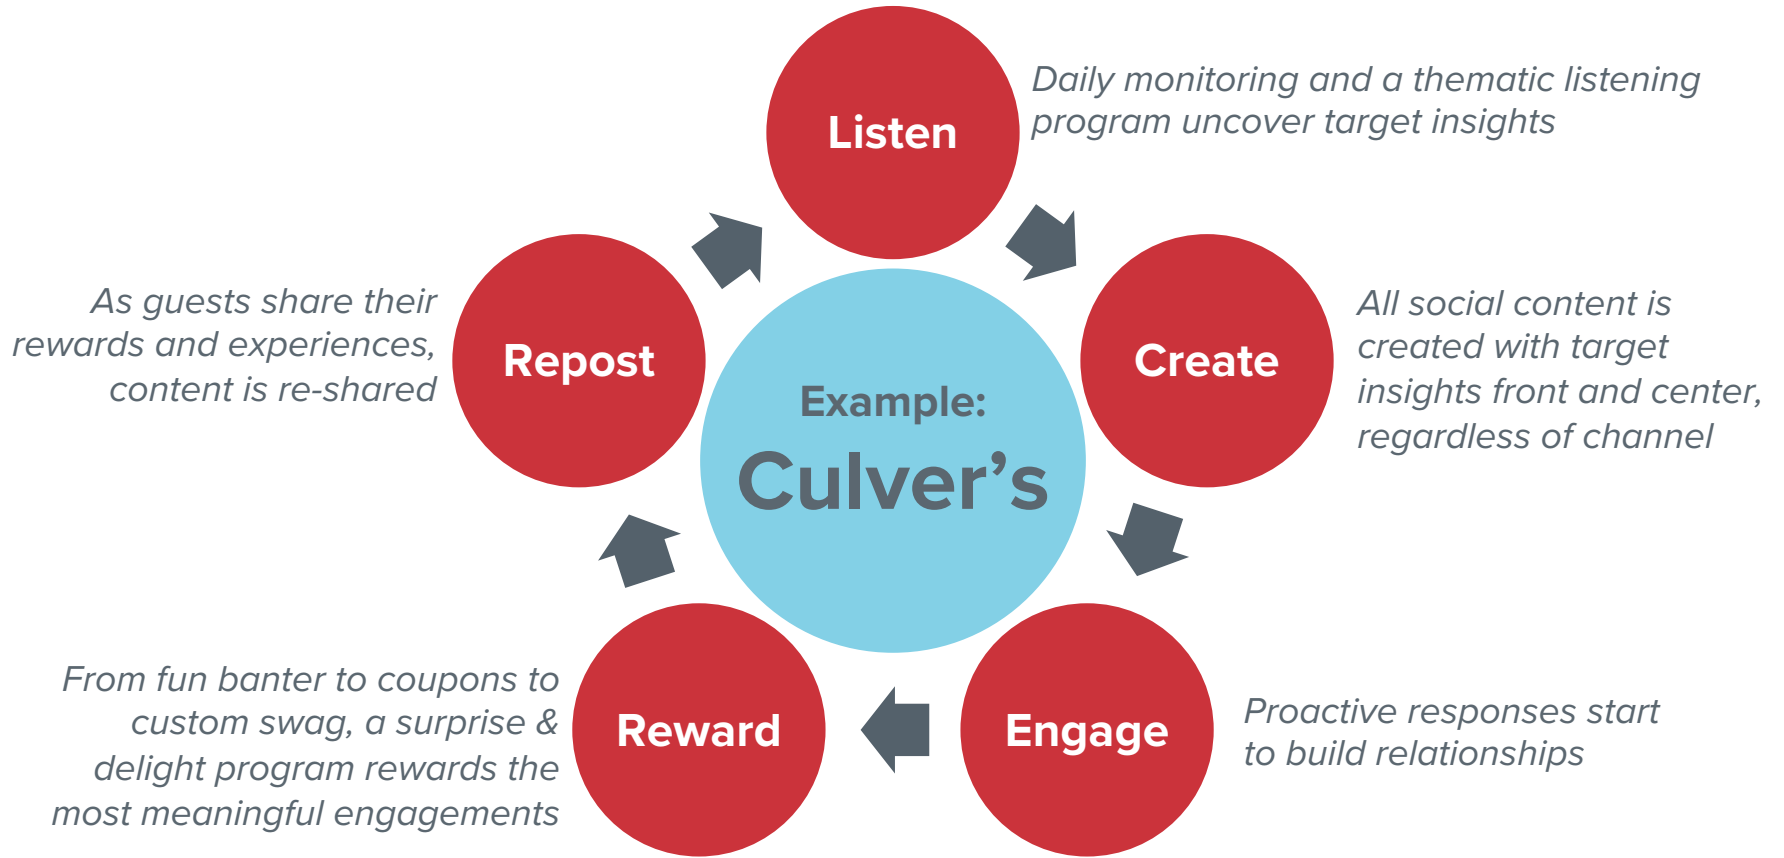 Listen
Daily monitoring and a thematic listening
program uncover target insights
Create
All social content is
created with target
insights front and center,
regardless of channel
Engage
Proactive responses start
to build relationships
Reward
From fun banter to coupons to
custom swag, a surprise &
delight program rewards the
most meaningful engagements
Repost
As guests share their
rewards and experiences,
content is re-shared
Example:
Culver’s